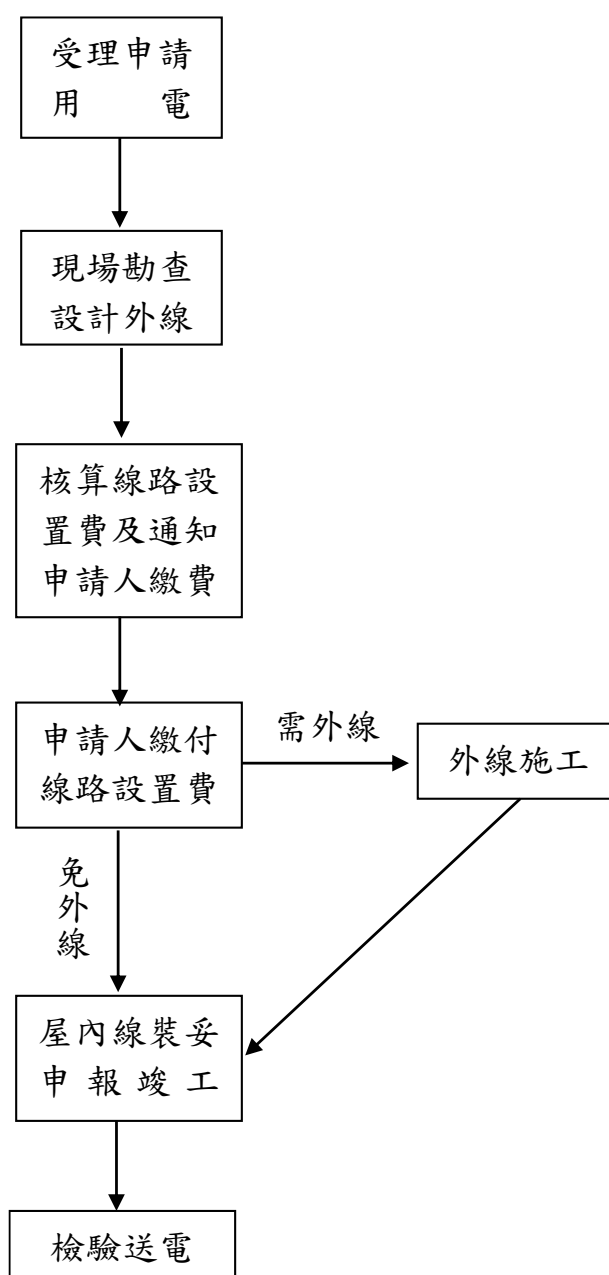 受理申請
用電
現場勘查
設計外線
核算線路設
置費及通知
申請人繳費
申請人繳付
線路設置費
需外線
外線施工
免
外
線
屋內線裝妥
申報竣工
檢驗送電